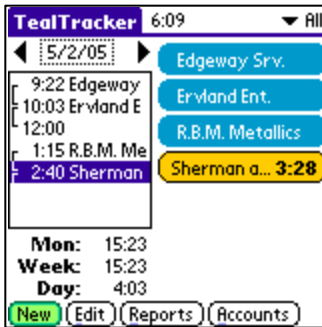 TealTracker 6:09 All
5/2/05
9:22 Edgeway
10:03 Ervland E
12:00
1:15 R.B.M. Me
2:40 Sherman
Edgeway Srv.
Ervland Ent.
R.B.M. Metallics
Sherman a... 3:28
Mon: 15:23
Week: 15:23
Day: 4:03
New Edit Reports Accounts